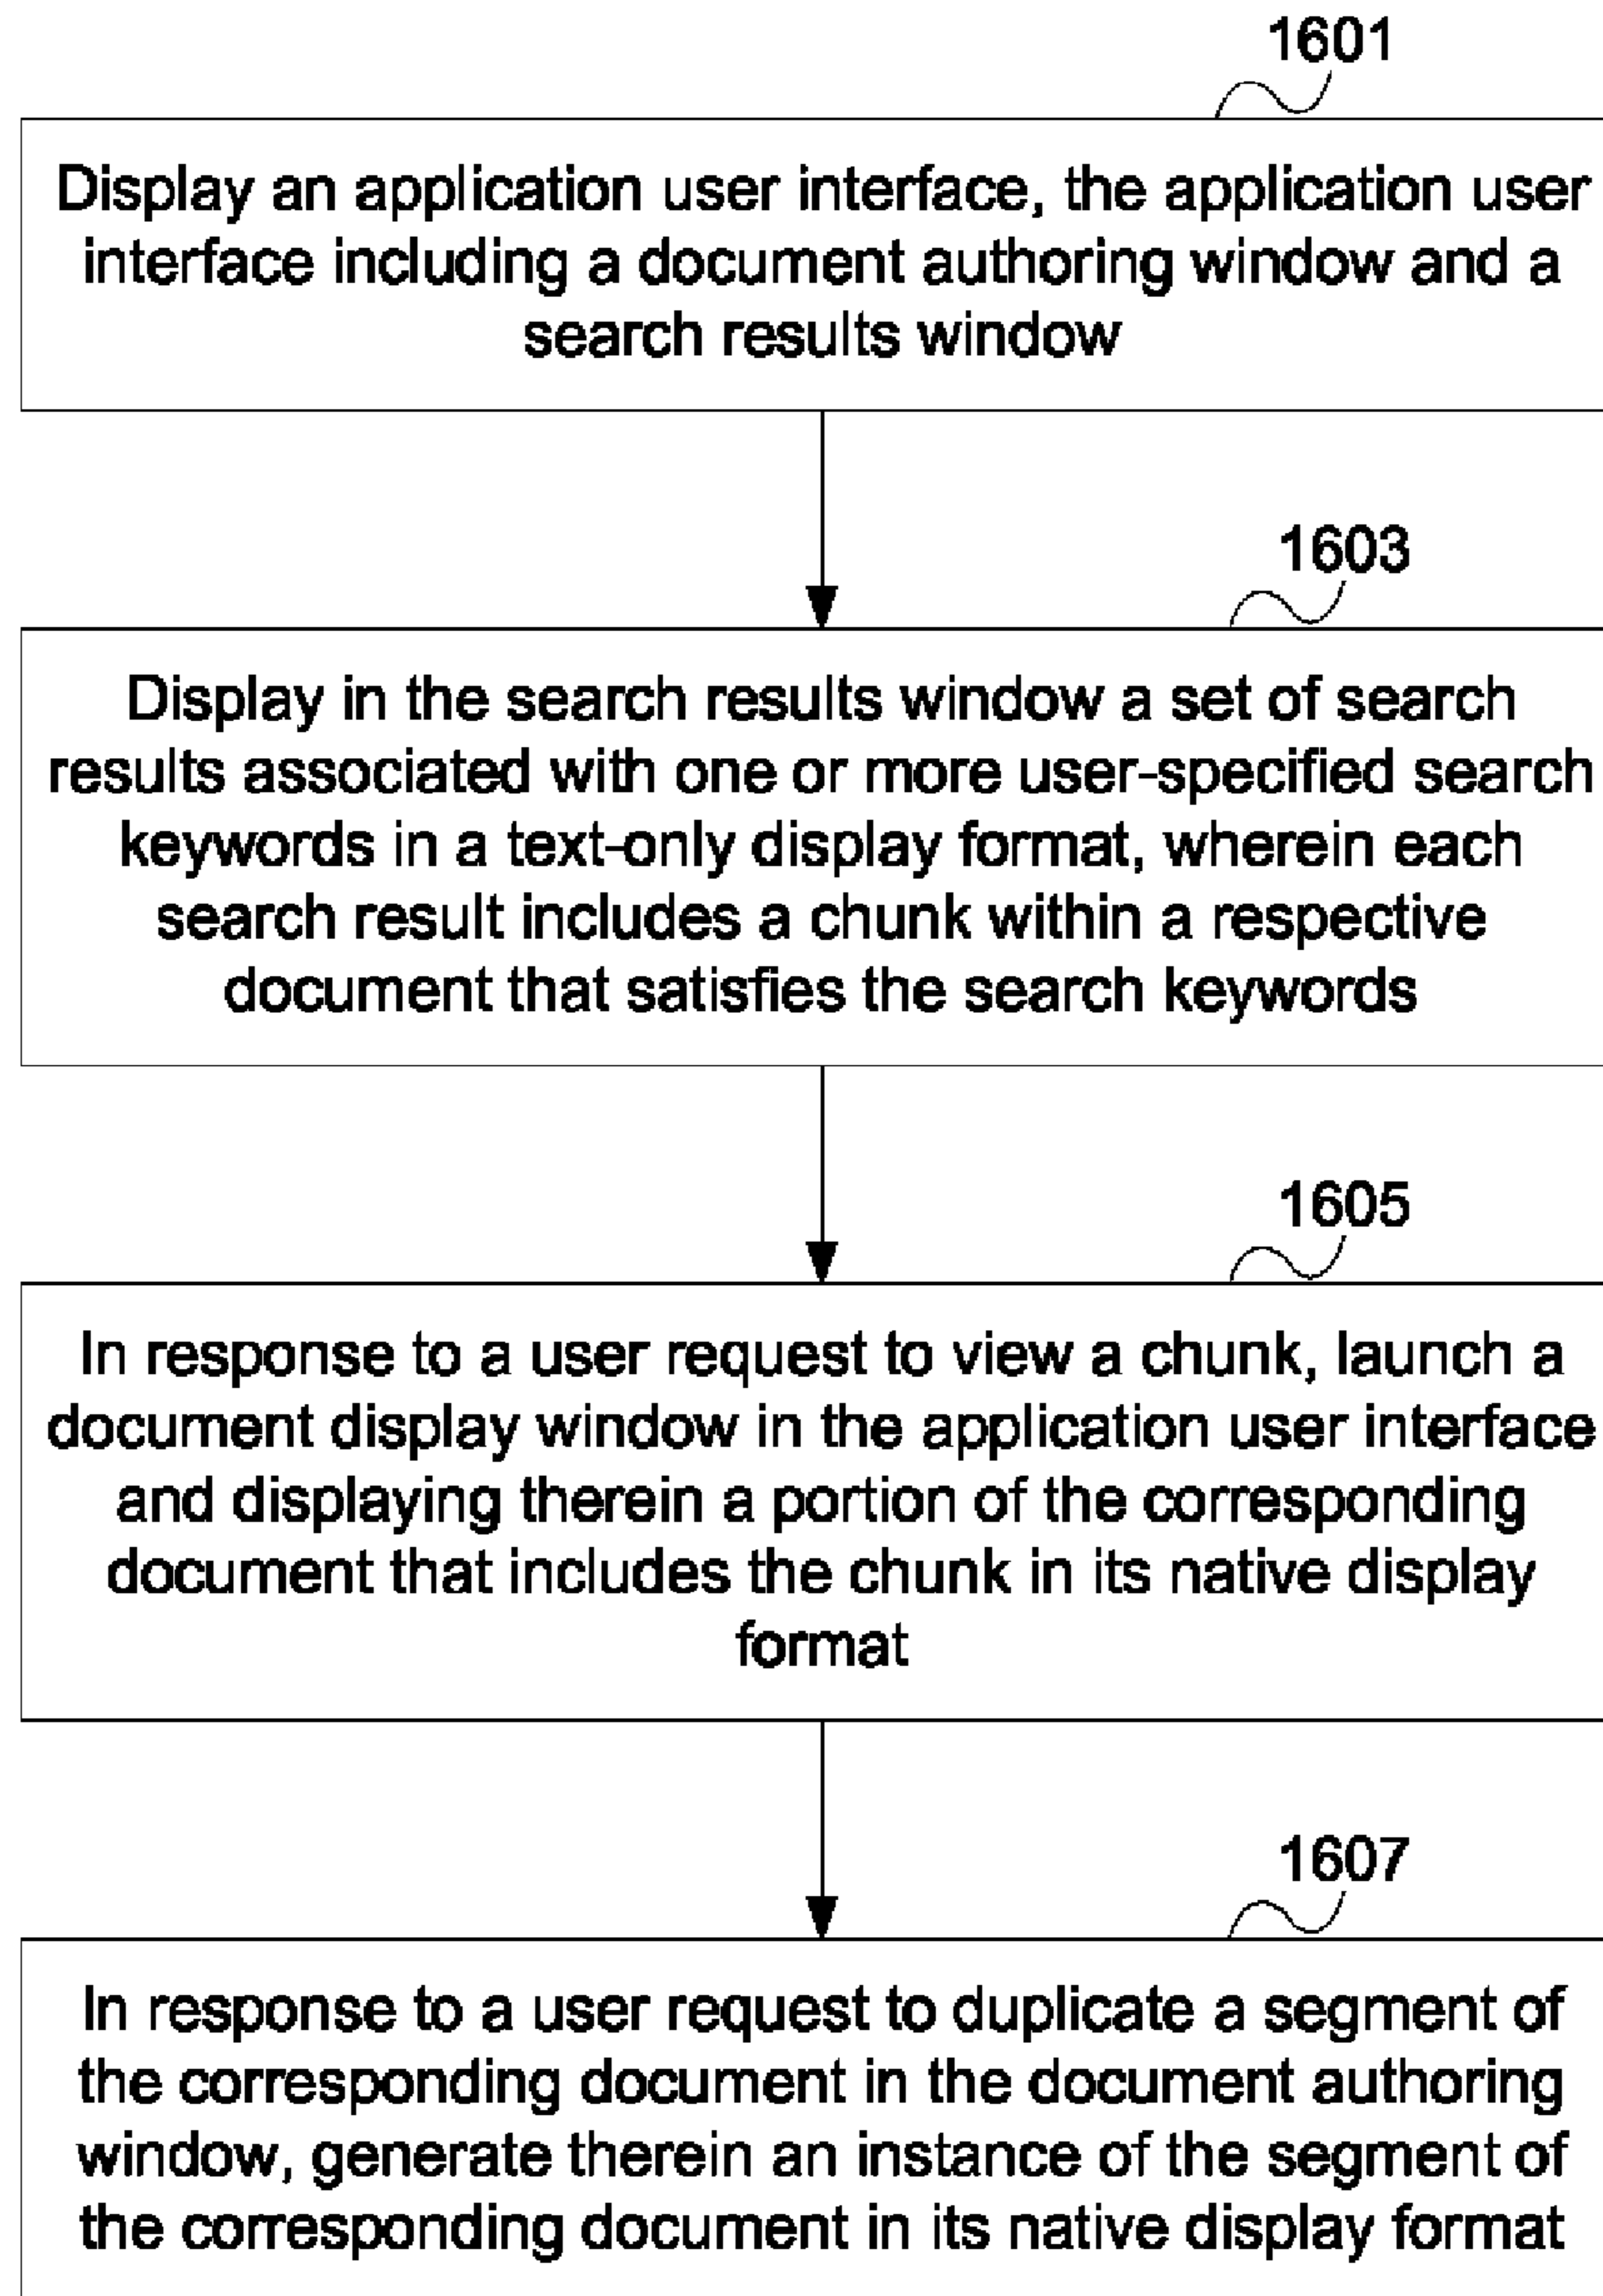 1601
Display an application user interface, the application user
interface including a document authoring window and a
search results window
1603
Display in the search results window a set of search
results associated with one or more user-specified search
keywords in a text-only display format, wherein each
search result includes a chunk within a respective
document that satisfies the search keywords
1605
In response to a user request to view a chunk, launch a
document display window in the application user interface
and displaying therein a portion of the corresponding
document that includes the chunk in its native display
format
1607
In response to a user request to duplicate a segment of
the corresponding document in the document authoring
window, generate therein an instance of the segment of
the corresponding document in its native display format